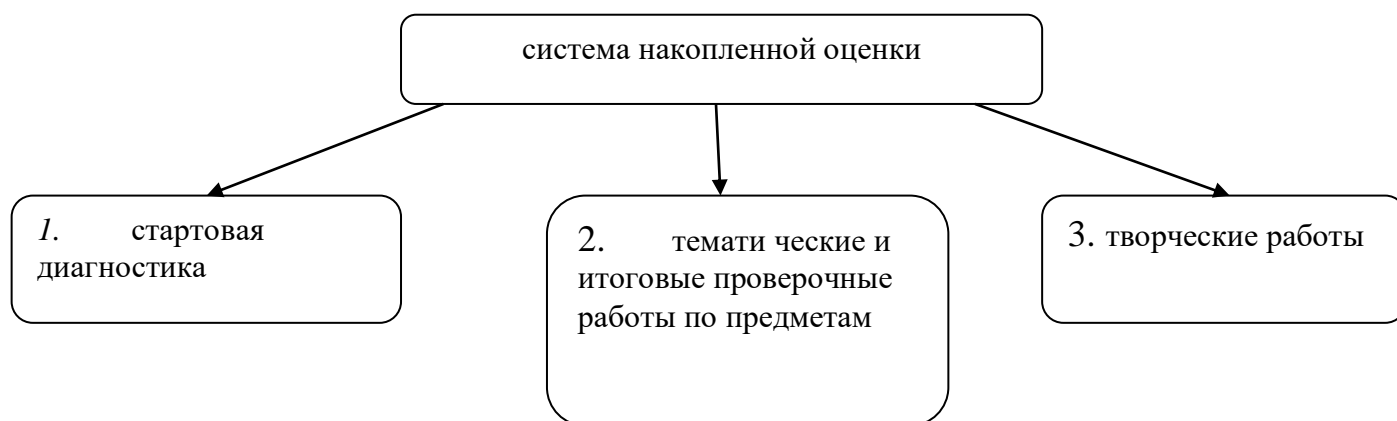 система накопленной оценки
1. стартовая
диагностика
2. темати ческие и
итоговые проверочные
работы по предметам
3. творческие работы